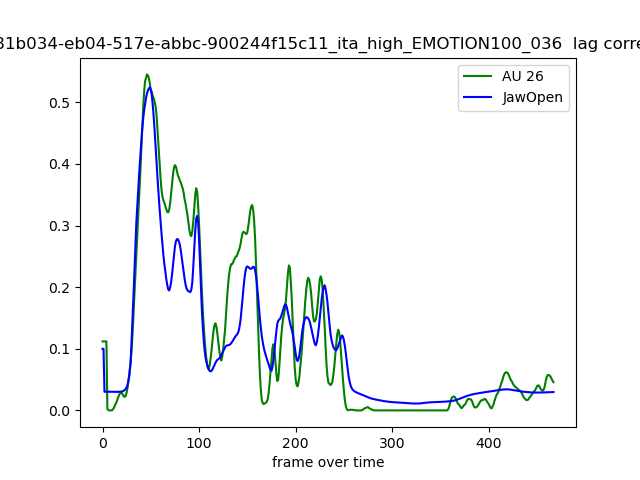 31b034-eb04-517e-abbc-900244f15c11_ita_high_EMOTION100_036 lag corre
AU 26
JawOpen
0.5
0.4
0.3
0.2
0.1
0.0
0 100 200 300 400
frame over time